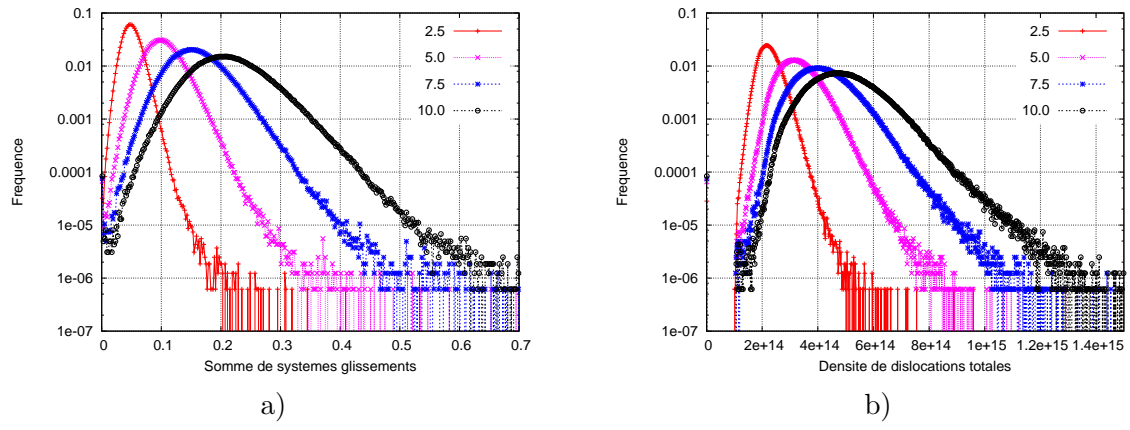 0.1
0.01
0.001
0.0001
1e-05
1e-06
1e-07
0
0.1
0.2
0.3
0.4
0.5
0.6
0.7
Frequence
Somme de systemes glissements
2.5
5.0
7.5
10.0
a)
0.1
0.01
0.001
0.0001
1e-05
1e-06
1e-07
0
2e+14
4e+14
6e+14
8e+14
1e+15
1.2e+15
1.4e+15
Frequence
Densite de dislocations totales
2.5
5.0
7.5
10.0
b)